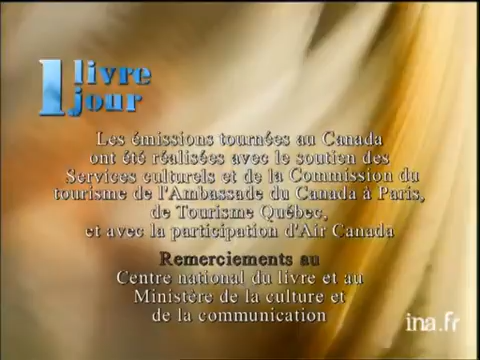 1 livre
jour
Les émissions tournées au Canada
ont été réalisées avec le soutien des
Services culturels et de la Commission du
tourisme de l'Ambassade du Canada à Paris,
de Tourisme Québec,
et avec la participation d'Air Canada
Remerciements au
Centre national du livre et au
Ministère de la culture et
de la communication
ina.fr